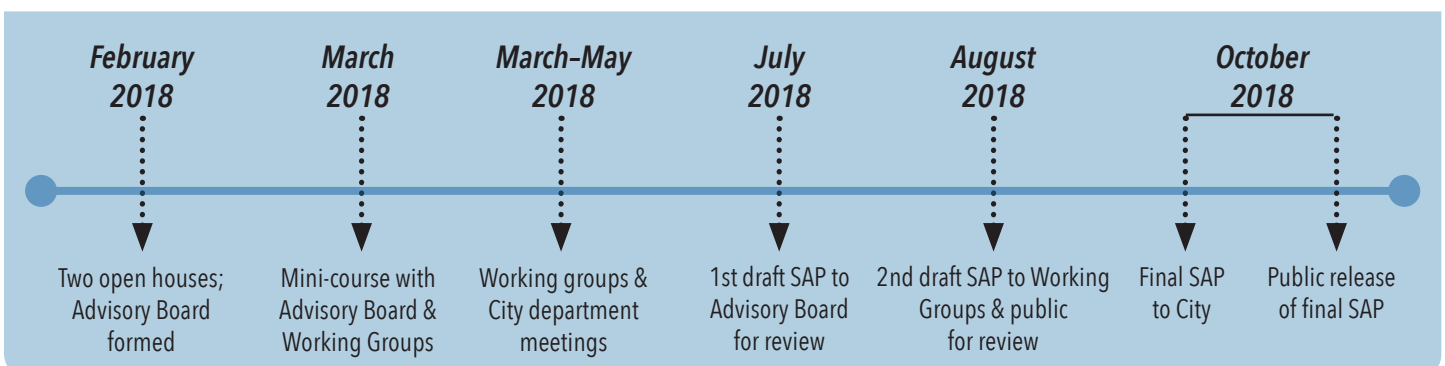 February
2018
March
2018
March–May
2018
July
2018
August
2018
October
2018
Two open houses;
Advisory Board
formed
Mini-course with
Advisory Board &
Working Groups
Working groups &
City department
meetings
1st draft SAP to
Advisory Board
for review
2nd draft SAP to Working
Groups & public
for review
Final SAP
to City
Public release
of final SAP